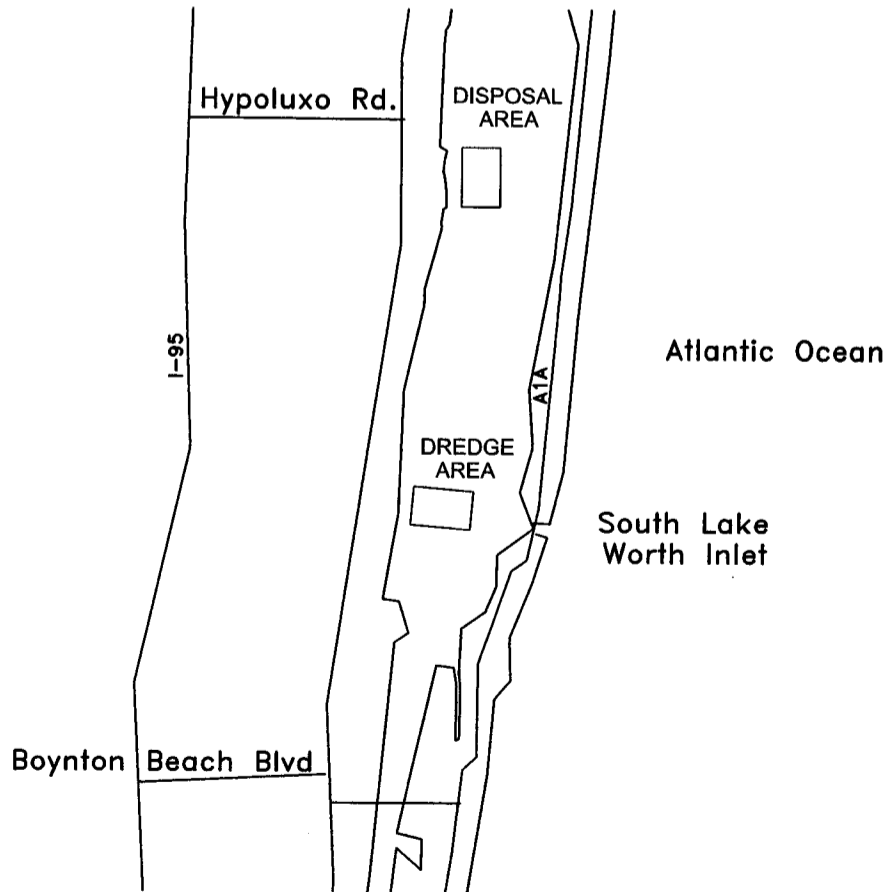 Hypoluxo Rd.
DISPOSAL
AREA
I-95
Atlantic Ocean
A1A
DREDGE
AREA
South Lake
Worth Inlet
Boynton Beach Blvd